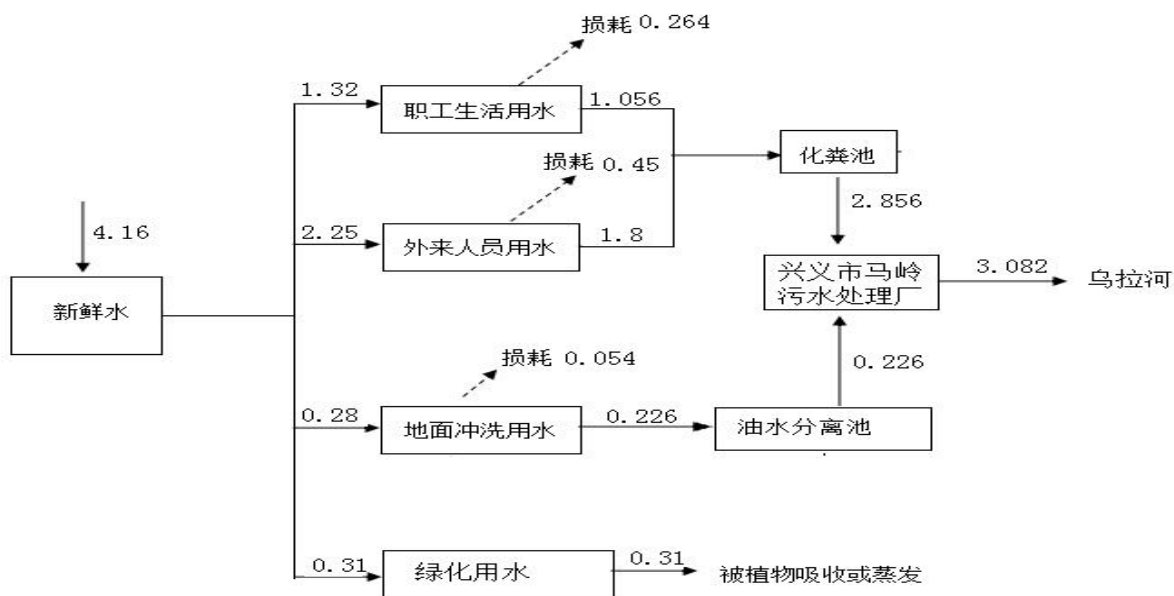 损耗 0.264
1.32
职工生活用水
1.056
化粪池
损耗 0.45
2.856
4.16
2.25
外来人员用水
1.8
兴义市马岭
污水处理厂
3.082
乌拉河
新鲜水
损耗 0.054
0.226
0.28
地面冲洗用水
0.226
油水分离池
0.31
绿化用水
0.31
被植物吸收或蒸发